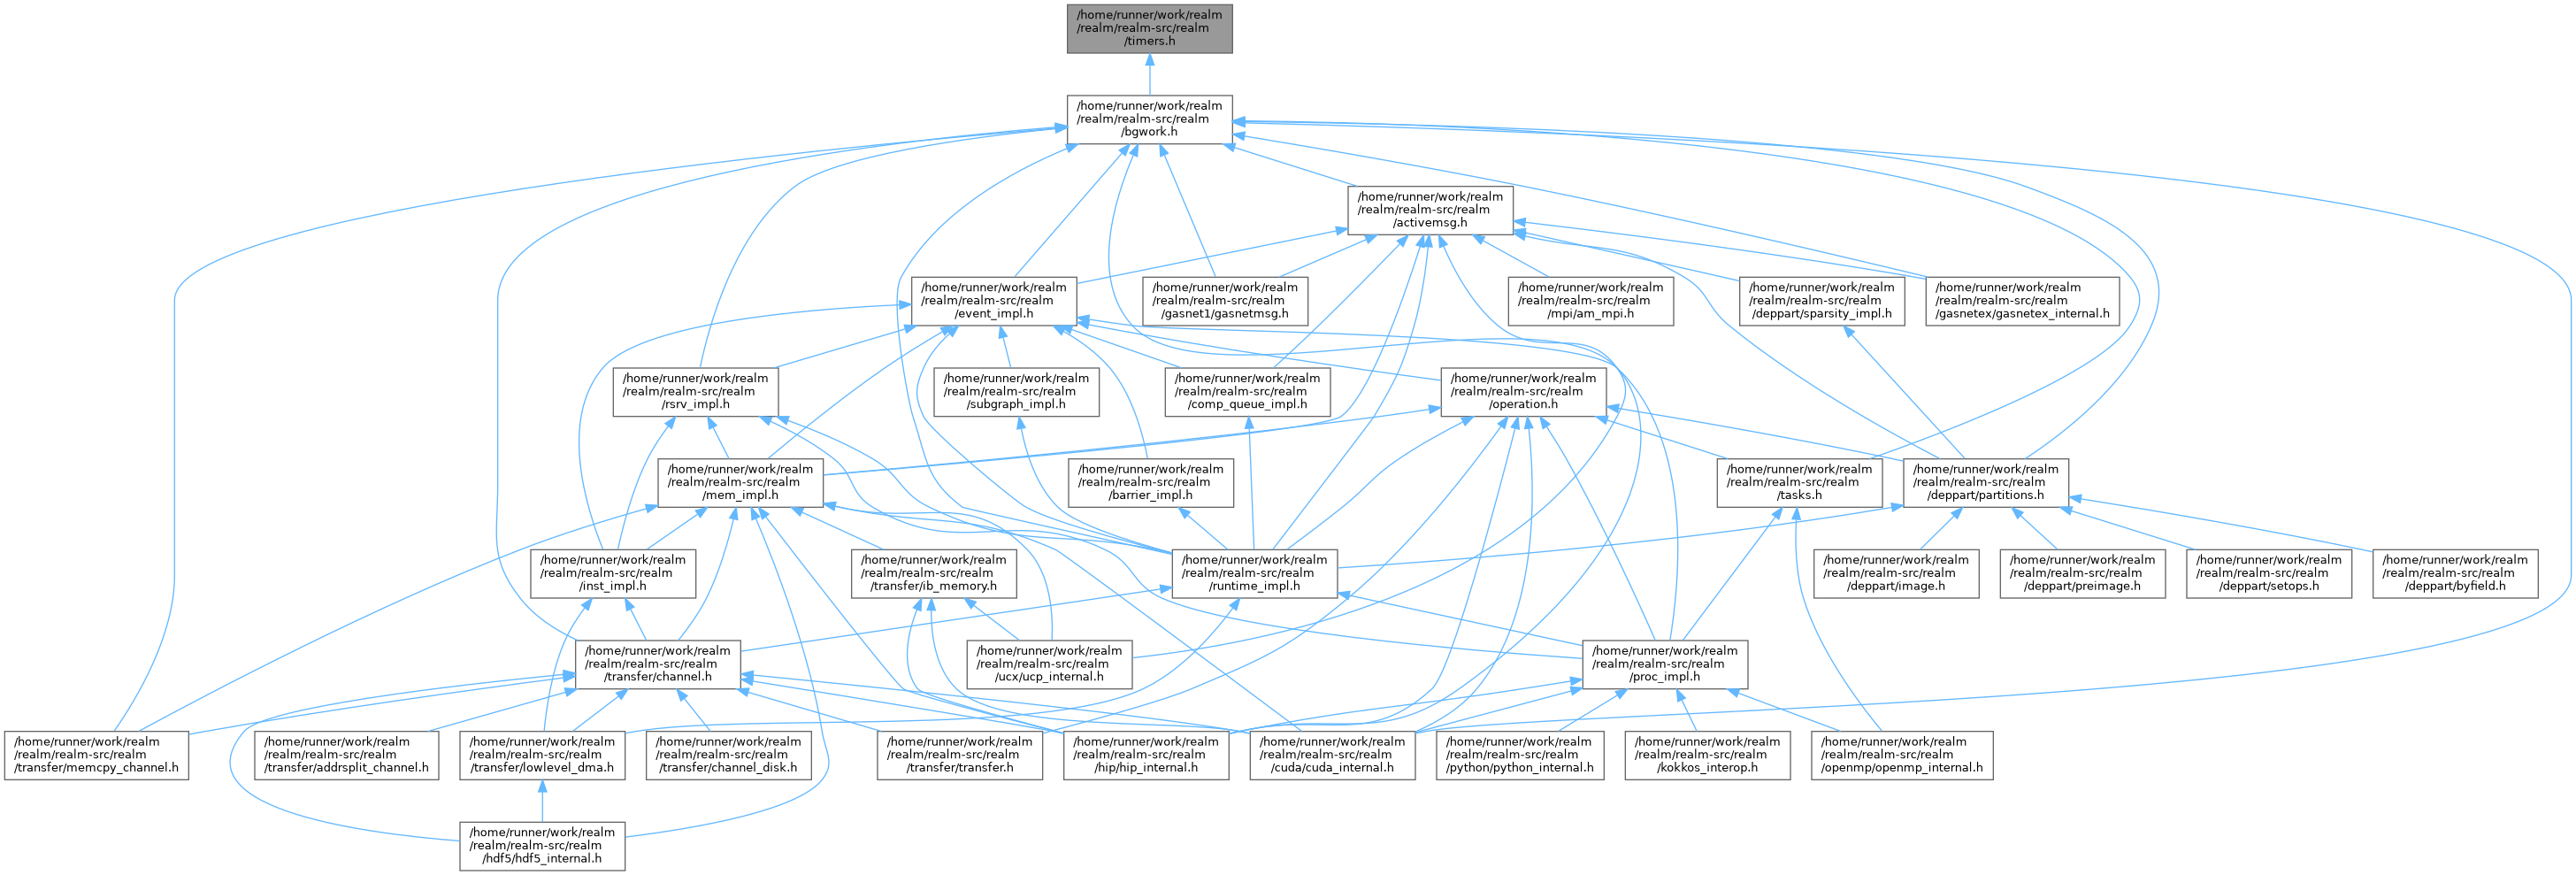 /home/runner/work/realm
/realm/realm-src/realm
/timers.h
/home/runner/work/realm
/realm/realm-src/realm
/bgwork.h
/home/runner/work/realm
/realm/realm-src/realm
/activemsg.h
/home/runner/work/realm
/realm/realm-src/realm
/event_impl.h
/home/runner/work/realm
/realm/realm-src/realm
/gasnet1/gasnetmsg.h
/home/runner/work/realm
/realm/realm-src/realm
/mpi/am_mpi.h
/home/runner/work/realm
/realm/realm-src/realm
/deppart/sparsity_impl.h
/home/runner/work/realm
/realm/realm-src/realm
/gasnetex/gasnetex_internal.h
/home/runner/work/realm
/realm/realm-src/realm
/rsrv_impl.h
/home/runner/work/realm
/realm/realm-src/realm
/subgraph_impl.h
/home/runner/work/realm
/realm/realm-src/realm
/comp_queue_impl.h
/home/runner/work/realm
/realm/realm-src/realm
/operation.h
/home/runner/work/realm
/realm/realm-src/realm
/mem_impl.h
/home/runner/work/realm
/realm/realm-src/realm
/barrier_impl.h
/home/runner/work/realm
/realm/realm-src/realm
/tasks.h
/home/runner/work/realm
/realm/realm-src/realm
/deppart/partitions.h
/home/runner/work/realm
/realm/realm-src/realm
/inst_impl.h
/home/runner/work/realm
/realm/realm-src/realm
/transfer/ib_memory.h
/home/runner/work/realm
/realm/realm-src/realm
/runtime_impl.h
/home/runner/work/realm
/realm/realm-src/realm
/deppart/image.h
/home/runner/work/realm
/realm/realm-src/realm
/deppart/preimage.h
/home/runner/work/realm
/realm/realm-src/realm
/deppart/setops.h
/home/runner/work/realm
/realm/realm-src/realm
/deppart/byfield.h
/home/runner/work/realm
/realm/realm-src/realm
/transfer/channel.h
/home/runner/work/realm
/realm/realm-src/realm
/ucx/ucp_internal.h
/home/runner/work/realm
/realm/realm-src/realm
/proc_impl.h
/home/runner/work/realm
/realm/realm-src/realm
/transfer/memcpy_channel.h
/home/runner/work/realm
/realm/realm-src/realm
/transfer/addrsplit_channel.h
/home/runner/work/realm
/realm/realm-src/realm
/transfer/lowlevel_dma.h
/home/runner/work/realm
/realm/realm-src/realm
/transfer/channel_disk.h
/home/runner/work/realm
/realm/realm-src/realm
/transfer/transfer.h
/home/runner/work/realm
/realm/realm-src/realm
/hip/hip_internal.h
/home/runner/work/realm
/realm/realm-src/realm
/cuda/cuda_internal.h
/home/runner/work/realm
/realm/realm-src/realm
/python/python_internal.h
/home/runner/work/realm
/realm/realm-src/realm
/kokkos_interop.h
/home/runner/work/realm
/realm/realm-src/realm
/openmp/openmp_internal.h
/home/runner/work/realm
/realm/realm-src/realm
/hdf5/hdf5_internal.h